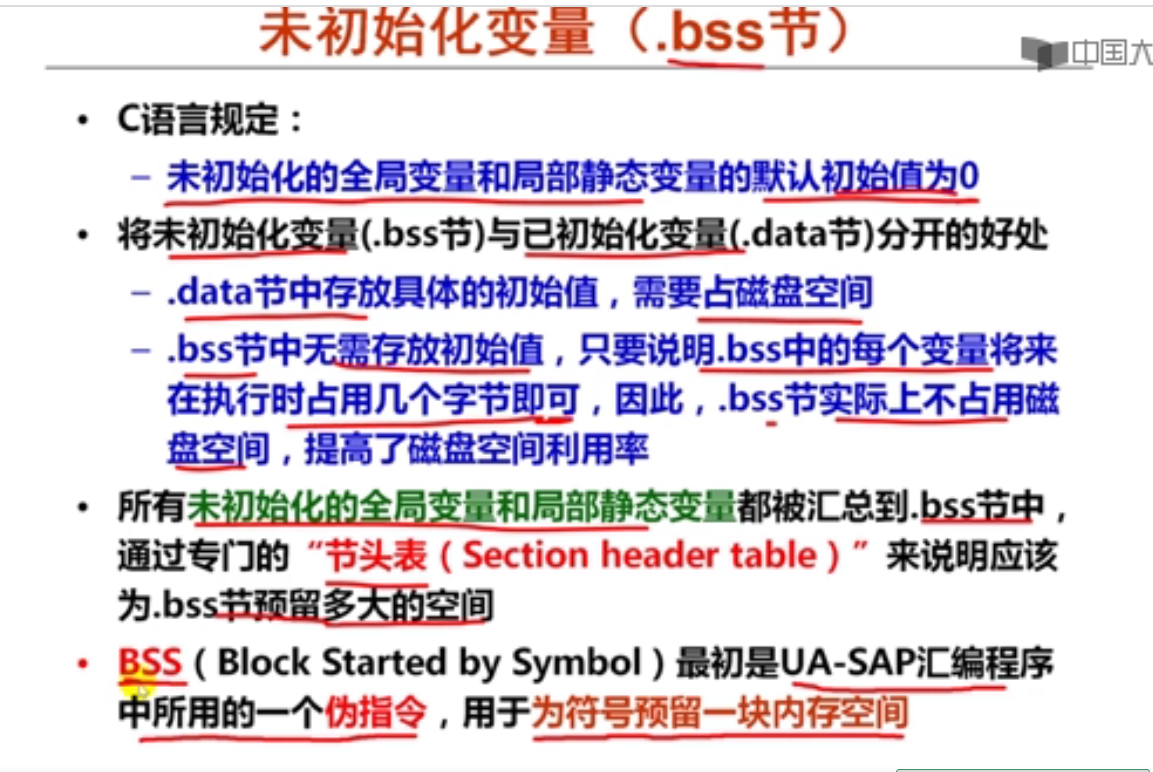 未初始化变量（.bss节）
中国大
• C语言规定：
– 未初始化的全局变量和局部静态变量的默认初始值为0
• 将未初始化变量(.bss节)与已初始化变量(.data节)分开的好处
– .data节中存放具体的初始值，需要占磁盘空间
– .bss节中无需存放初始值，只要说明.bss中的每个变量将来
在执行时占用几个字节即可，因此，.bss节实际上不占用磁
盘空间，提高了磁盘空间利用率
• 所有未初始化的全局变量和局部静态变量都被汇总到.bss节中，
通过专门的“节头表（Section header table）”来说明应该
为.bss节预留多大的空间
• BSS（Block Started by Symbol）最初是UA-SAP汇编程序
中所用的一个伪指令，用于为符号预留一块内存空间